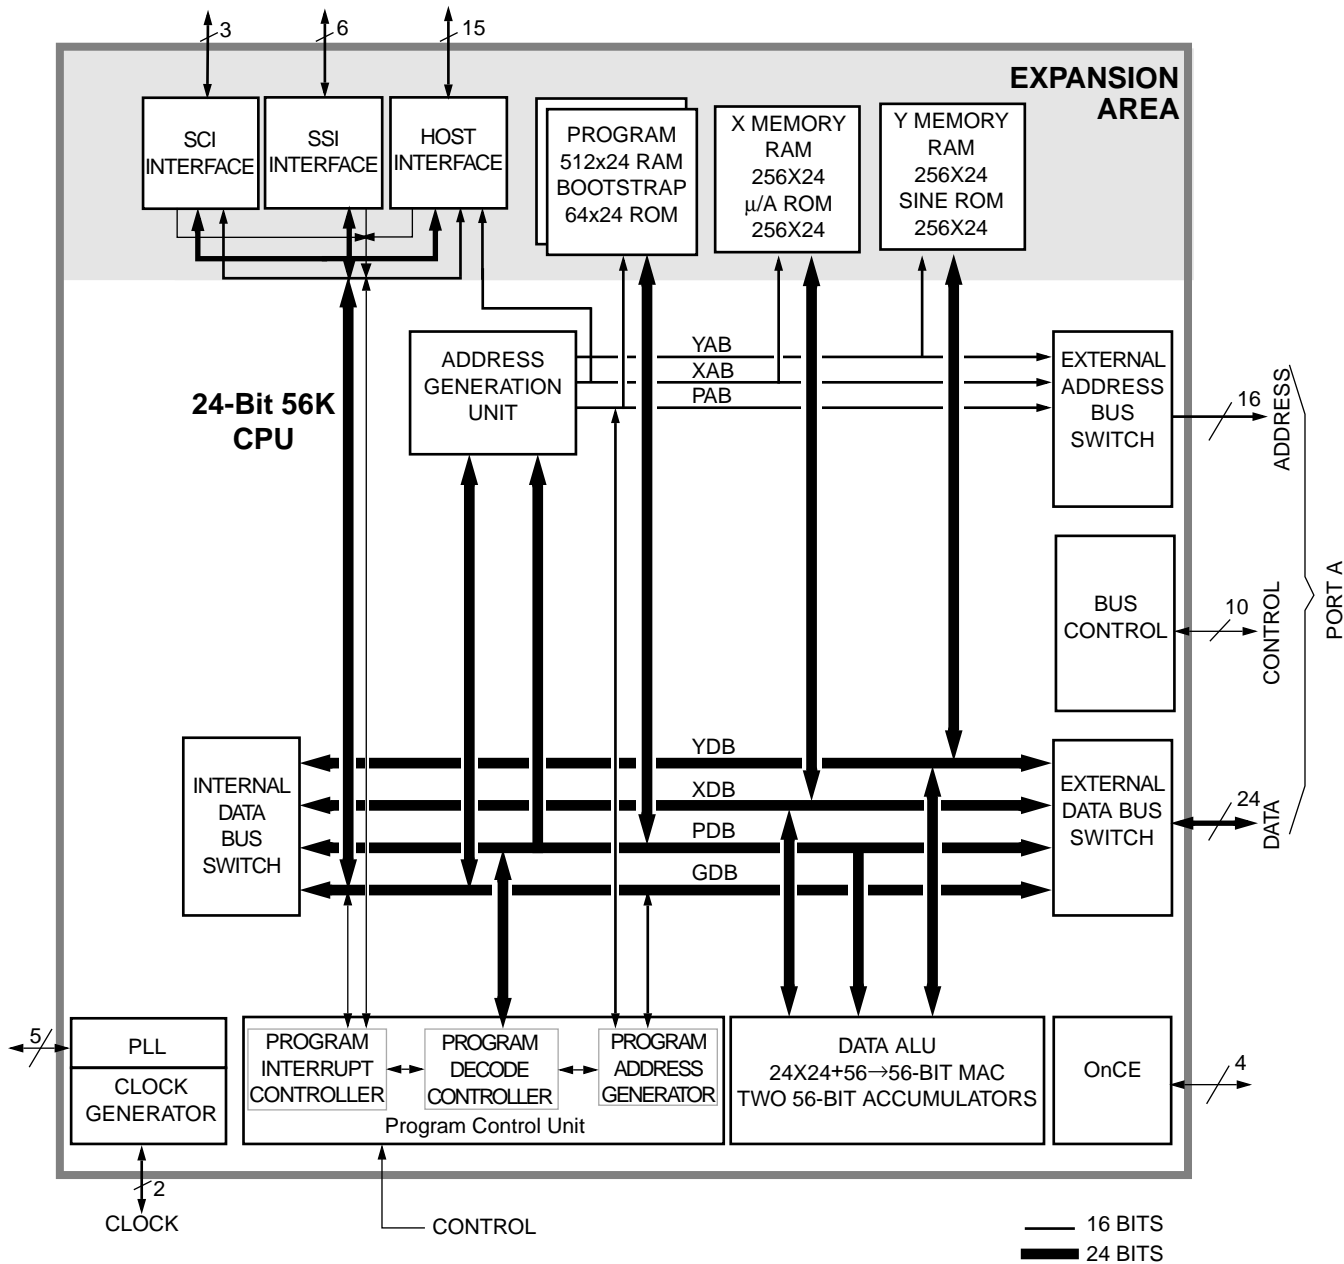 3
6
15
EXPANSION
AREA
SCI
INTERFACE
SSI
INTERFACE
HOST
INTERFACE
PROGRAM
512x24 RAM
BOOTSTRAP
64x24 ROM
X MEMORY
RAM
256X24
μ/A ROM
256X24
Y MEMORY
RAM
256X24
SINE ROM
256X24
24-Bit 56K
CPU
ADDRESS
GENERATION
UNIT
YAB
XAB
PAB
EXTERNAL
ADDRESS
BUS
SWITCH
16
ADDRESS
BUS
CONTROL
10
CONTROL
PORT A
INTERNAL
DATA
BUS
SWITCH
YDB
XDB
PDB
GDB
EXTERNAL
DATA BUS
SWITCH
24
DATA
5
PLL
CLOCK
GENERATOR
2
CLOCK
PROGRAM
INTERRUPT
CONTROLLER
PROGRAM
DECODE
CONTROLLER
PROGRAM
ADDRESS
GENERATOR
Program Control Unit
CONTROL
DATA ALU
24X24+56→56-BIT MAC
TWO 56-BIT ACCUMULATORS
OnCE
4
16 BITS
24 BITS